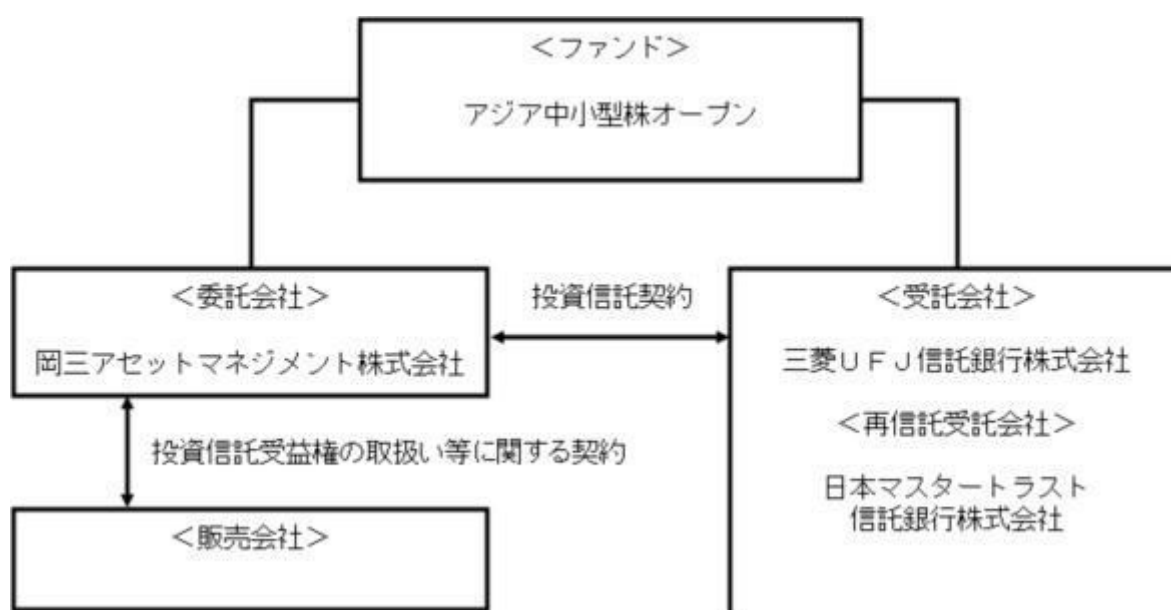 ＜ファンド＞
アジア中小型株オープン
＜委託会社＞
岡三アセットマネジメント株式会社
投資信託契約
＜受託会社＞
三菱ＵＦＪ信託銀行株式会社
＜再信託受託会社＞
日本マスタートラスト
信託銀行株式会社
投資信託受益権の取扱い等に関する契約
＜販売会社＞